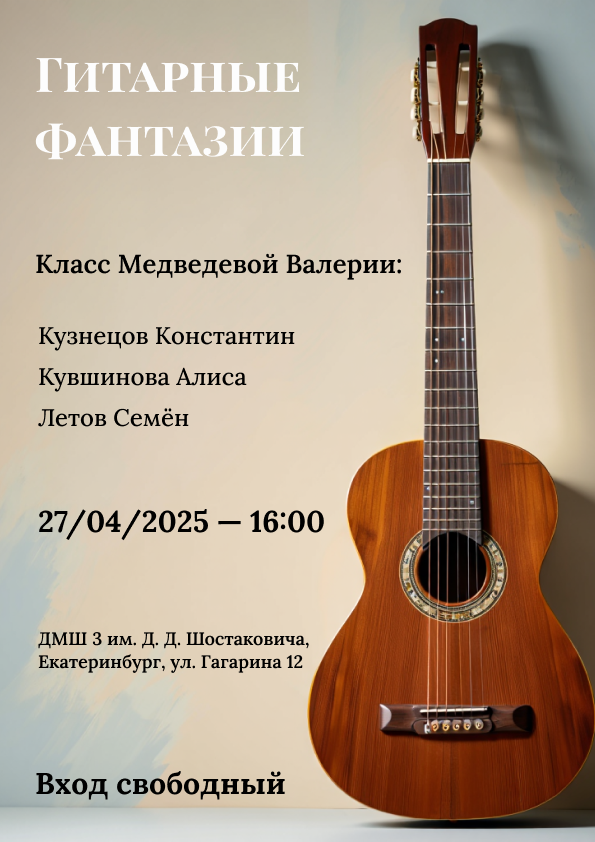 Гитарные
фантазии
Класс Медведевой Валерии:
Кузнецов Константин
Кувшинова Алиса
Летов Семён
27/04/2025 — 16:00
ДМШ 3 им. Д. Д. Шостаковича,
Екатеринбург, ул. Гагарина 12
Вход свободный